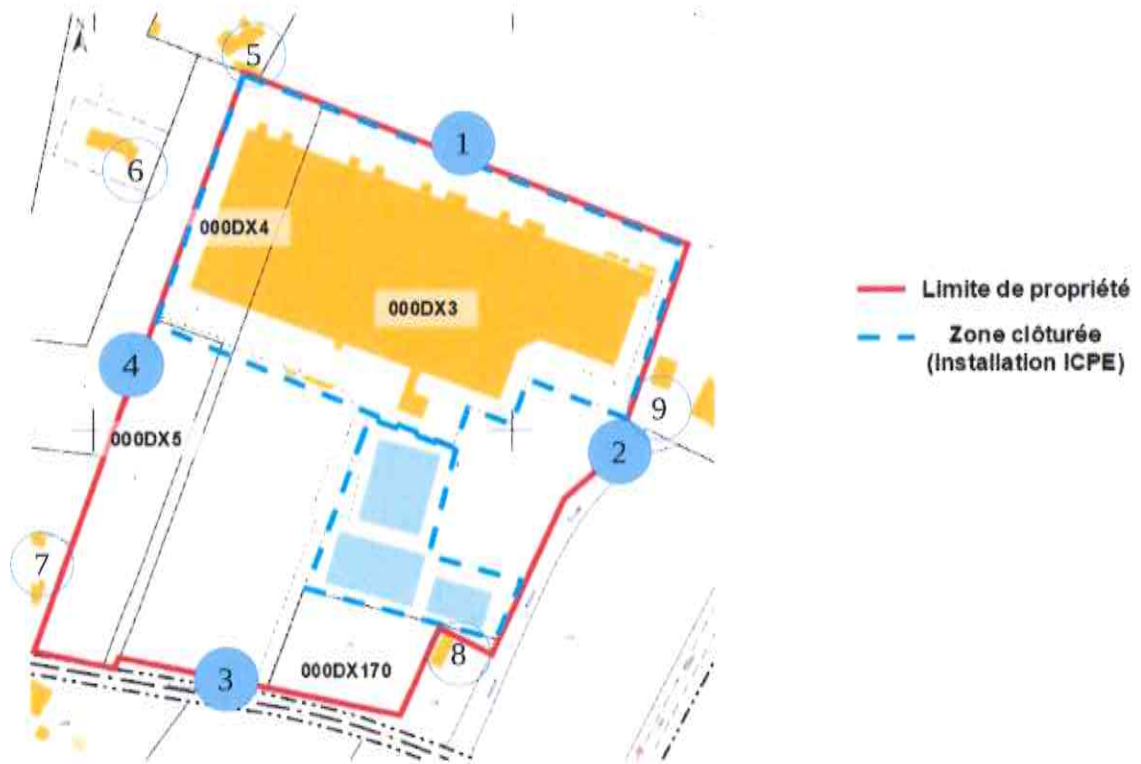 N
5
1
6
000DX4
000DX3
Limite de propriété
Zone clôturée
(installation ICPE)
4
9
2
000DX5
7
8
3
000DX170